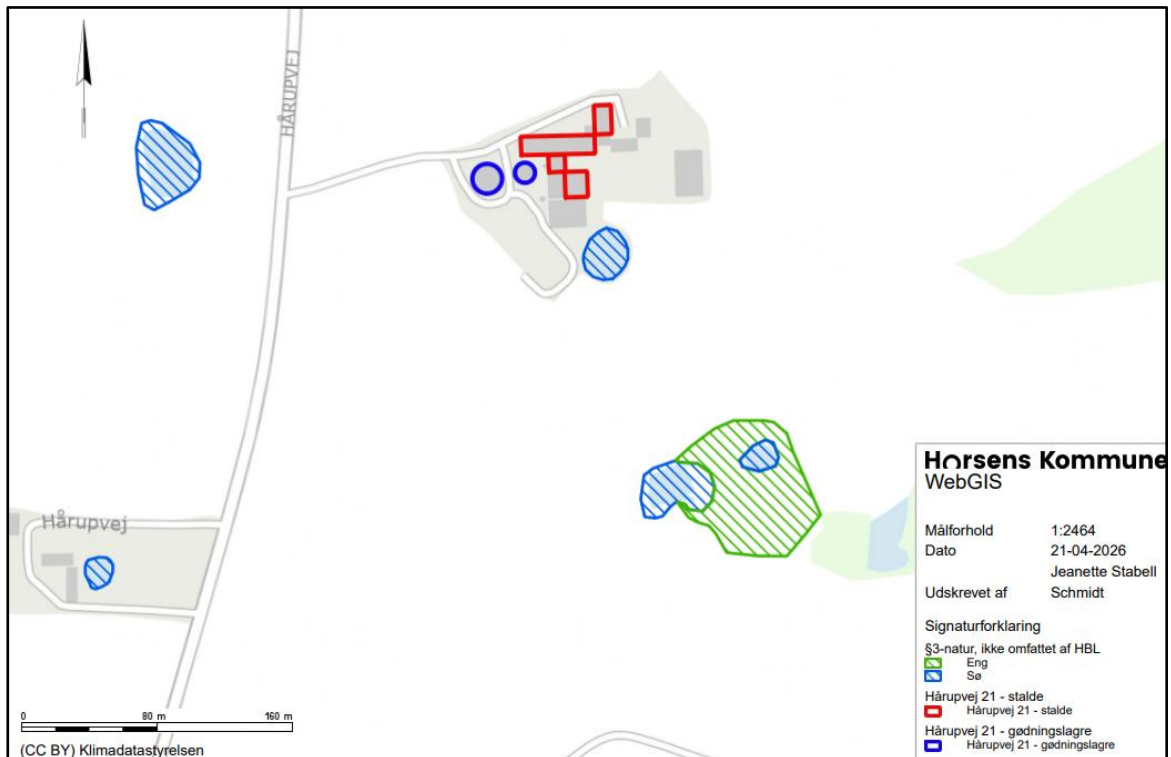 HÅRUPVEJ
Hårupvej
Horsens Kommune
WebGIS
Målforhold 1:2464
Dato 21-04-2026
Jeanette Stabell
Udskrevet af Schmidt
Signaturforklaring
§3-natur, ikke omfattet af HBL
Eng
Sø
Hårupvej 21 - stalde
Hårupvej 21 - stalde
Hårupvej 21 - gødningslagre
Hårupvej 21 - gødningslagre
0 80 m 160 m
(CC BY) Klimadatastyrelsen